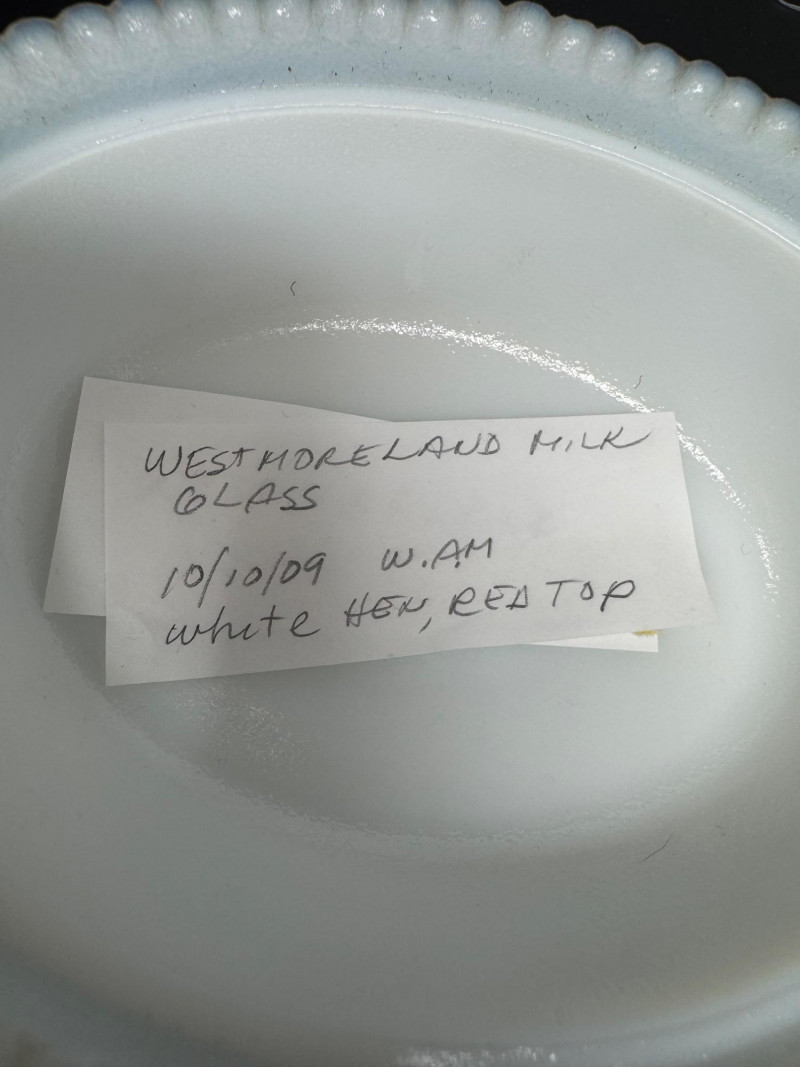 WESTMORELAND MILK
GLASS
10/10/09 W.AM
white HEN, RED TOP